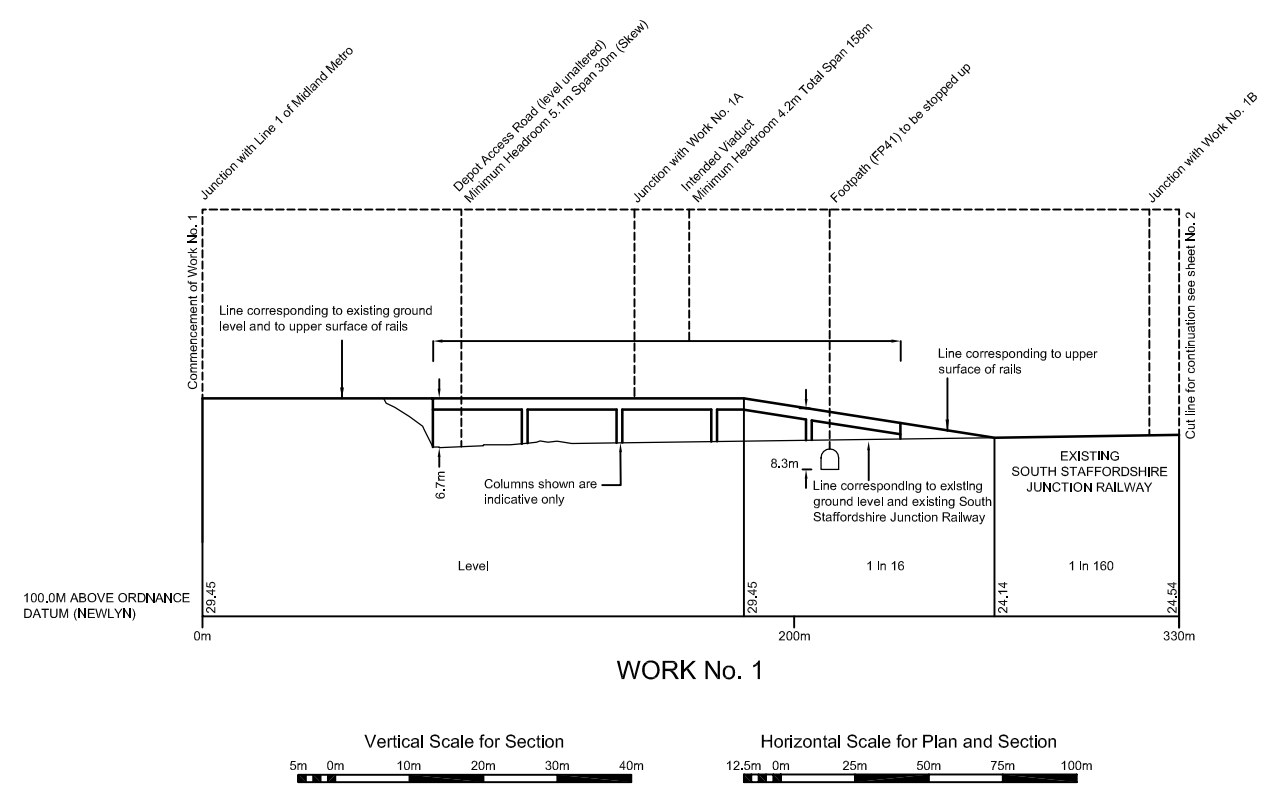 Junction with Line 1 of Midland Metro
Depot Access Road (level unaltered)
Minimum Headroom 5.1m Span 30m (Skew)
Junction with Work No. 1A
Intended Viaduct
Minimum Headroom 4.2m Total Span 158m
Footpath (FP41) to be stopped up
Junction with Work No. 1B
Commencement of Work No. 1
Cut line for continuation see sheet No. 2
Line corresponding to existing ground
level and to upper surface of rails
Line corresponding to upper
surface of rails
6.7m
Columns shown are
indicative only
8.3m
Line corresponding to existing
ground level and existing South
Staffordshire Junction Railway
EXISTING
SOUTH STAFFORDSHIRE
JUNCTION RAILWAY
Level
1 in 16
1 in 160
100.0M ABOVE ORDNANCE
DATUM (NEWLYN)
29.45
29.45
24.14
24.54
0m
200m
330m
WORK No. 1
Vertical Scale for Section
5m 0m 10m 20m 30m 40m
Horizontal Scale for Plan and Section
12.5m 0m 25m 50m 75m 100m